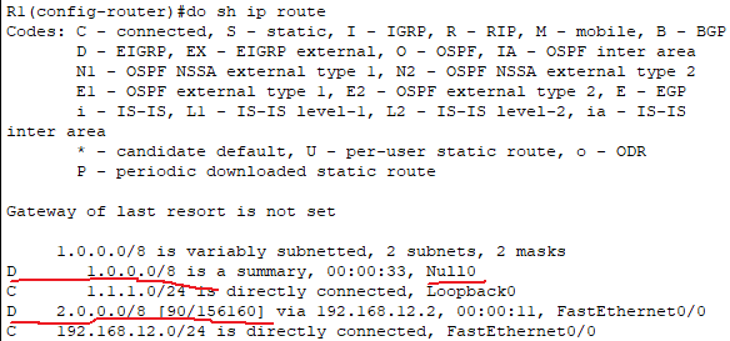 R1(config-router)#do sh ip route
Codes: C - connected, S - static, I - IGRP, R - RIP, M - mobile, B - BGP
D - EIGRP, EX - EIGRP external, O - OSPF, IA - OSPF inter area
N1 - OSPF NSSA external type 1, N2 - OSPF NSSA external type 2
E1 - OSPF external type 1, E2 - OSPF external type 2, E - EGP
i - IS-IS, L1 - IS-IS level-1, L2 - IS-IS level-2, ia - IS-IS
inter area
* - candidate default, U - per-user static route, o - ODR
P - periodic downloaded static route
Gateway of last resort is not set
1.0.0.0/8 is variably subnetted, 2 subnets, 2 masks
D 1.0.0.0/8 is a summary, 00:00:33, Null0
C 1.1.1.0/24 is directly connected, Loopback0
D 2.0.0.0/8 [90/156160] via 192.168.12.2, 00:00:11, FastEthernet0/0
C 192.168.12.0/24 is directly connected, FastEthernet0/0